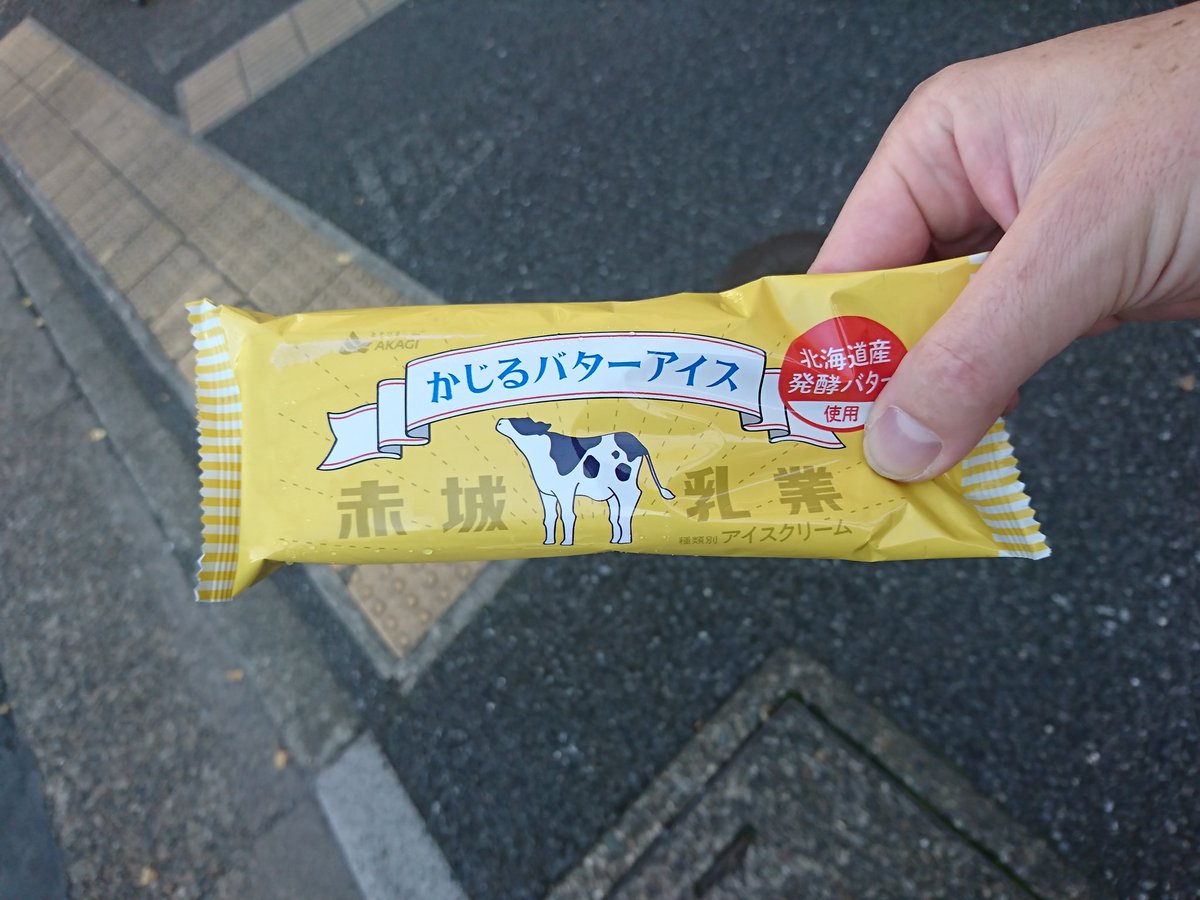 AKAGI
かじるバターアイス
北海道産
発酵バター
使用
赤城 乳業
種類別 アイスクリーム